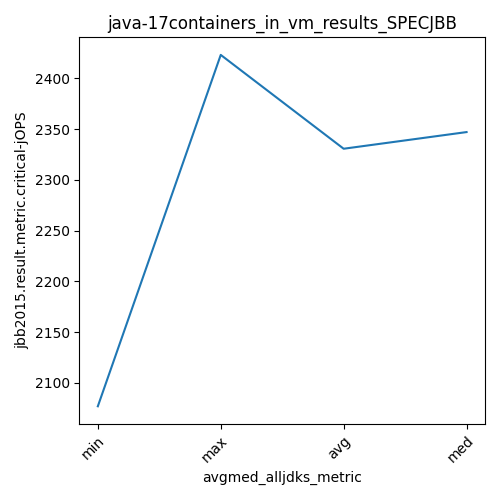 java-17containers_in_vm_results_SPECJBB
jbb2015.result.metric.critical-jOPS
2400
2350
2300
2250
2200
2150
2100
min
max
avg
med
avgmed_alljdks_metric